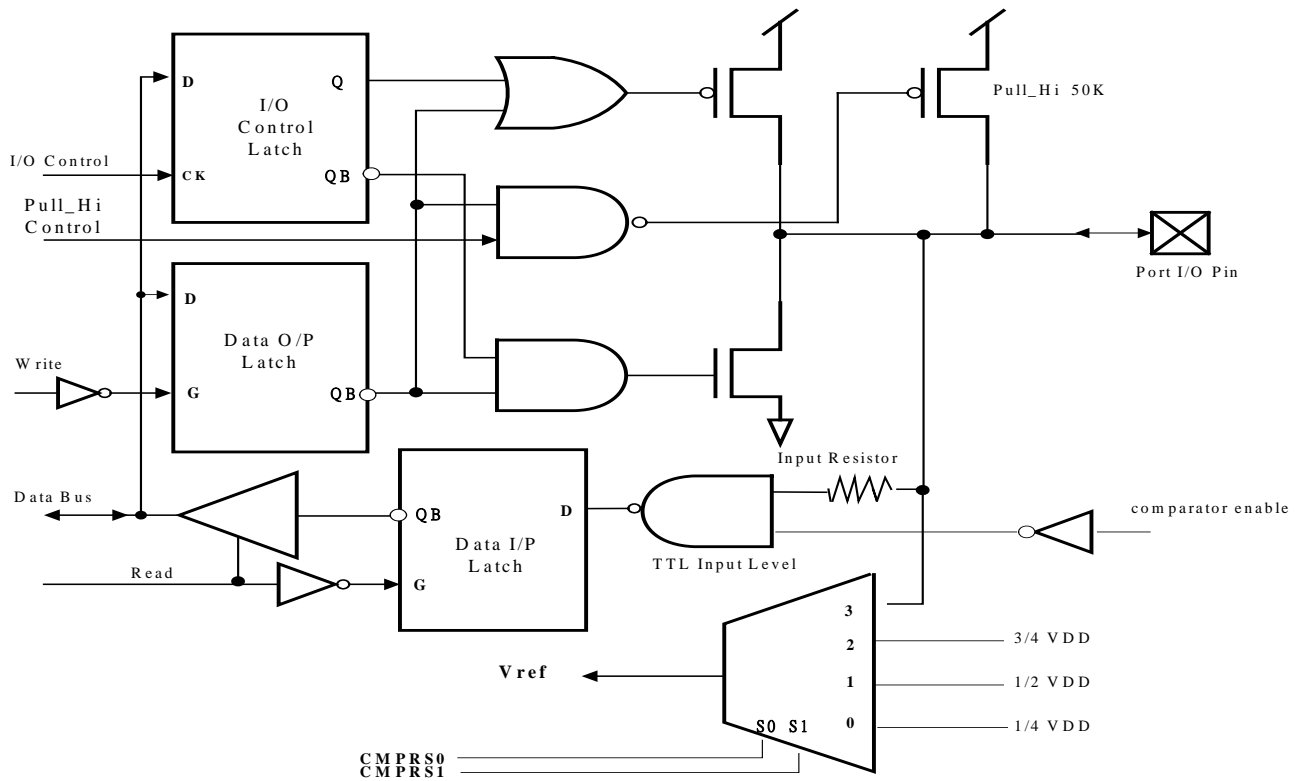 D
Q
I/O
Control
Latch
I/O Control
CK
QB
Pull_Hi
Control
Pull_Hi 50K
Port I/O Pin
D
Data O/P
Latch
Write
G
QB
Input Resistor
Data Bus
QB
D
Data I/P
Latch
TTL Input Level
comparator enable
Read
G
3
2
1
0
3/4 VDD
1/2 VDD
1/4 VDD
Vref
S0 S1
CMPRS0
CMPRS1